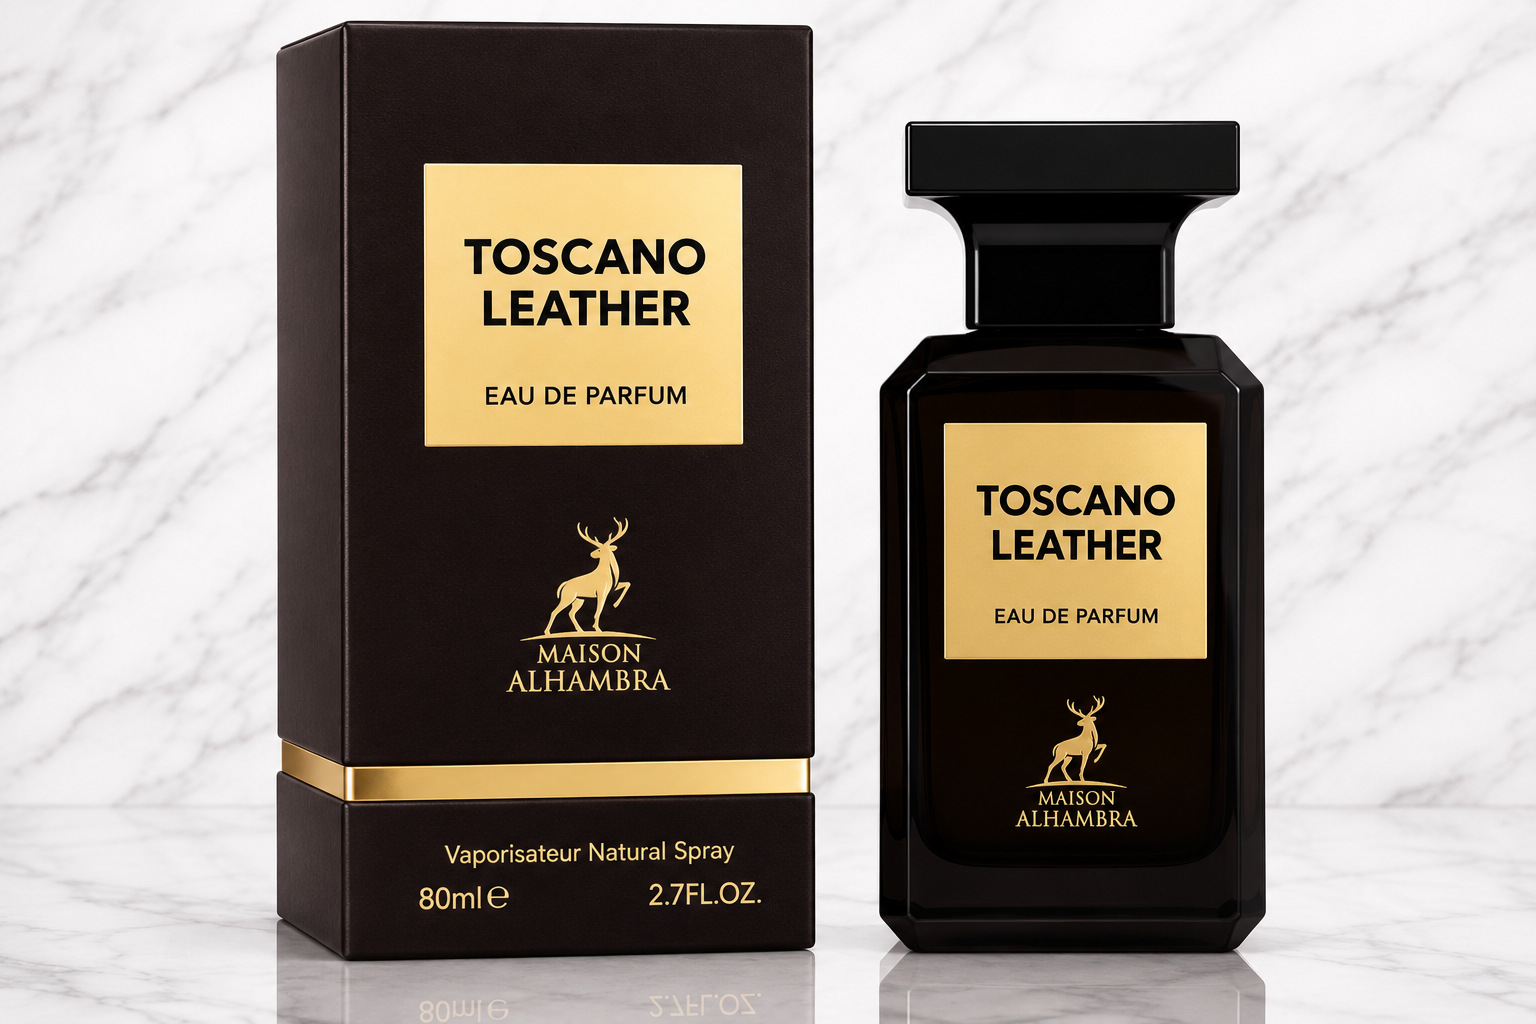 TOSCANO
LEATHER
EAU DE PARFUM
MAISON
ALHAMBRA
Vaporisateur Natural Spray
80ml℮
2.7FL.OZ.
TOSCANO
LEATHER
EAU DE PARFUM
MAISON
ALHAMBRA